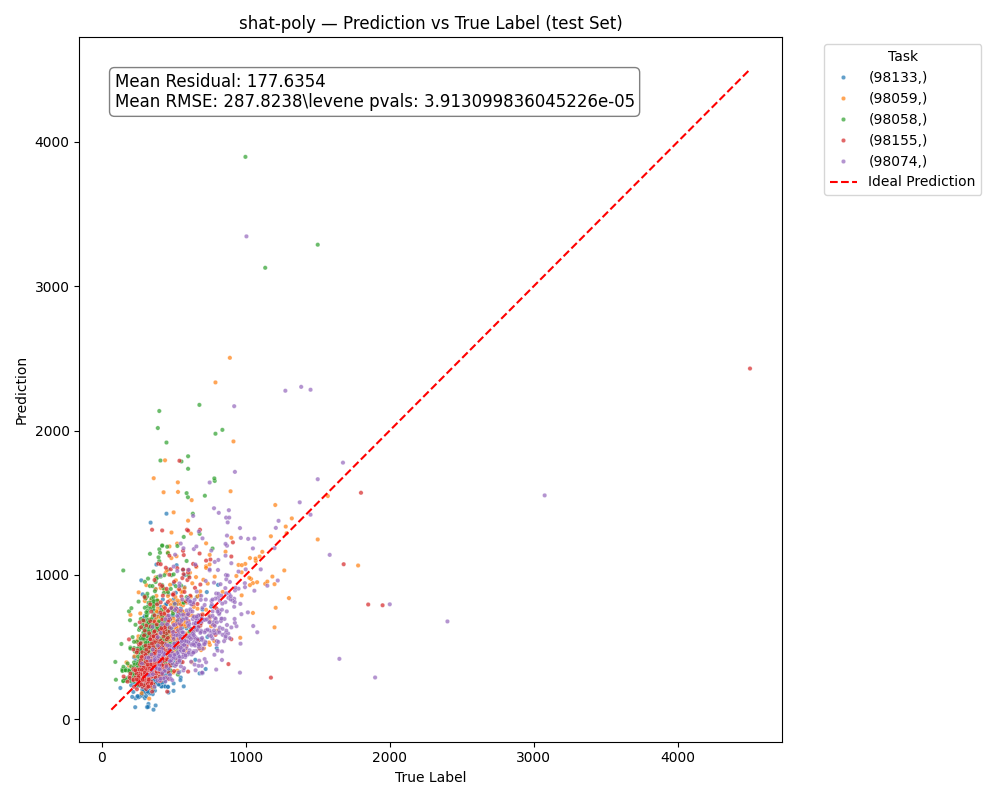 shat-poly — Prediction vs True Label (test Set)
Mean Residual: 177.6354
Mean RMSE: 287.8238\levene pvals: 3.913099836045226e-05
Task
(98133,)
(98059,)
(98058,)
(98155,)
(98074,)
Ideal Prediction
Prediction
4000
3000
2000
1000
0
0
1000
2000
3000
4000
True Label